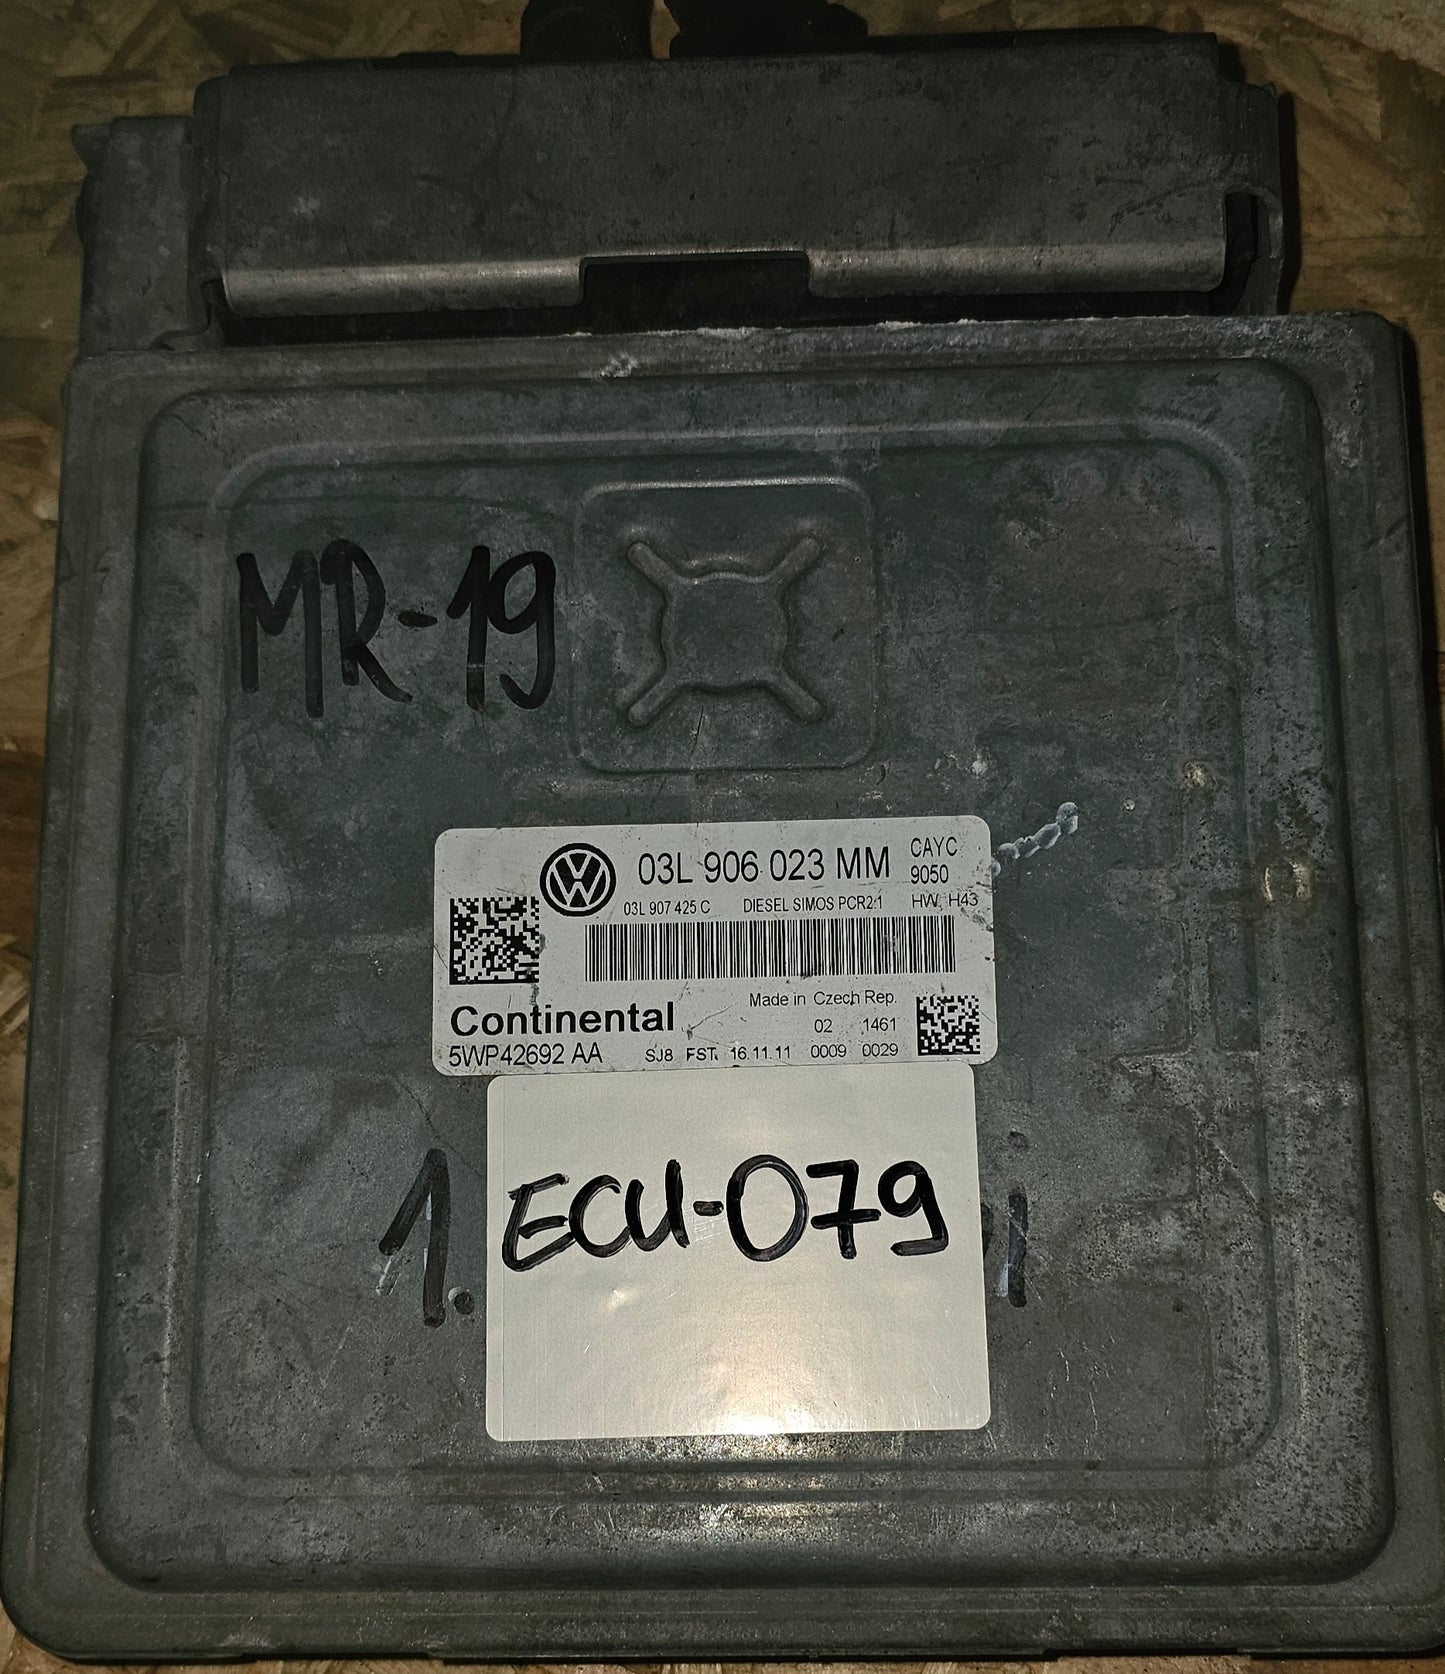 MR-19
03L 906 023 MM
CAYC
9050
03L 907 425 C DIESEL SIMOS PCR2.1 HW: H43
Made in Czech Rep.
Continental
02 1461
5WP42692 AA SJ8 FST. 16.11.11 0009 0029
1.
ECU-079